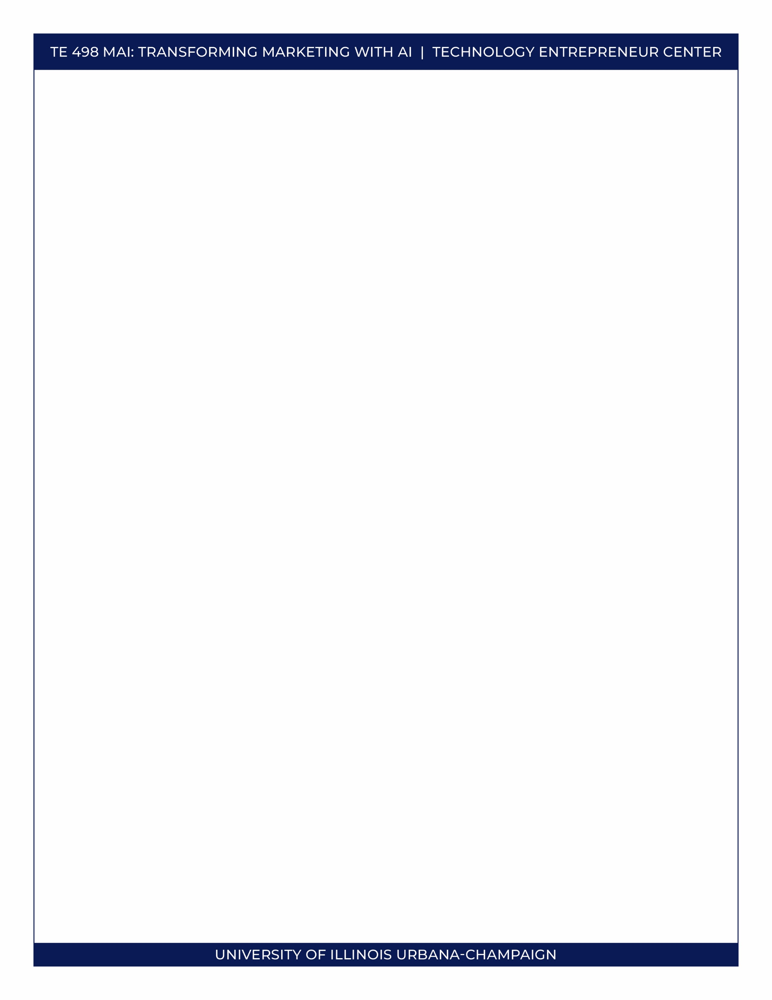 TE 498 MAI: TRANSFORMING MARKETING WITH AI | TECHNOLOGY ENTREPRENEUR CENTER
UNIVERSITY OF ILLINOIS URBANA-CHAMPAIGN